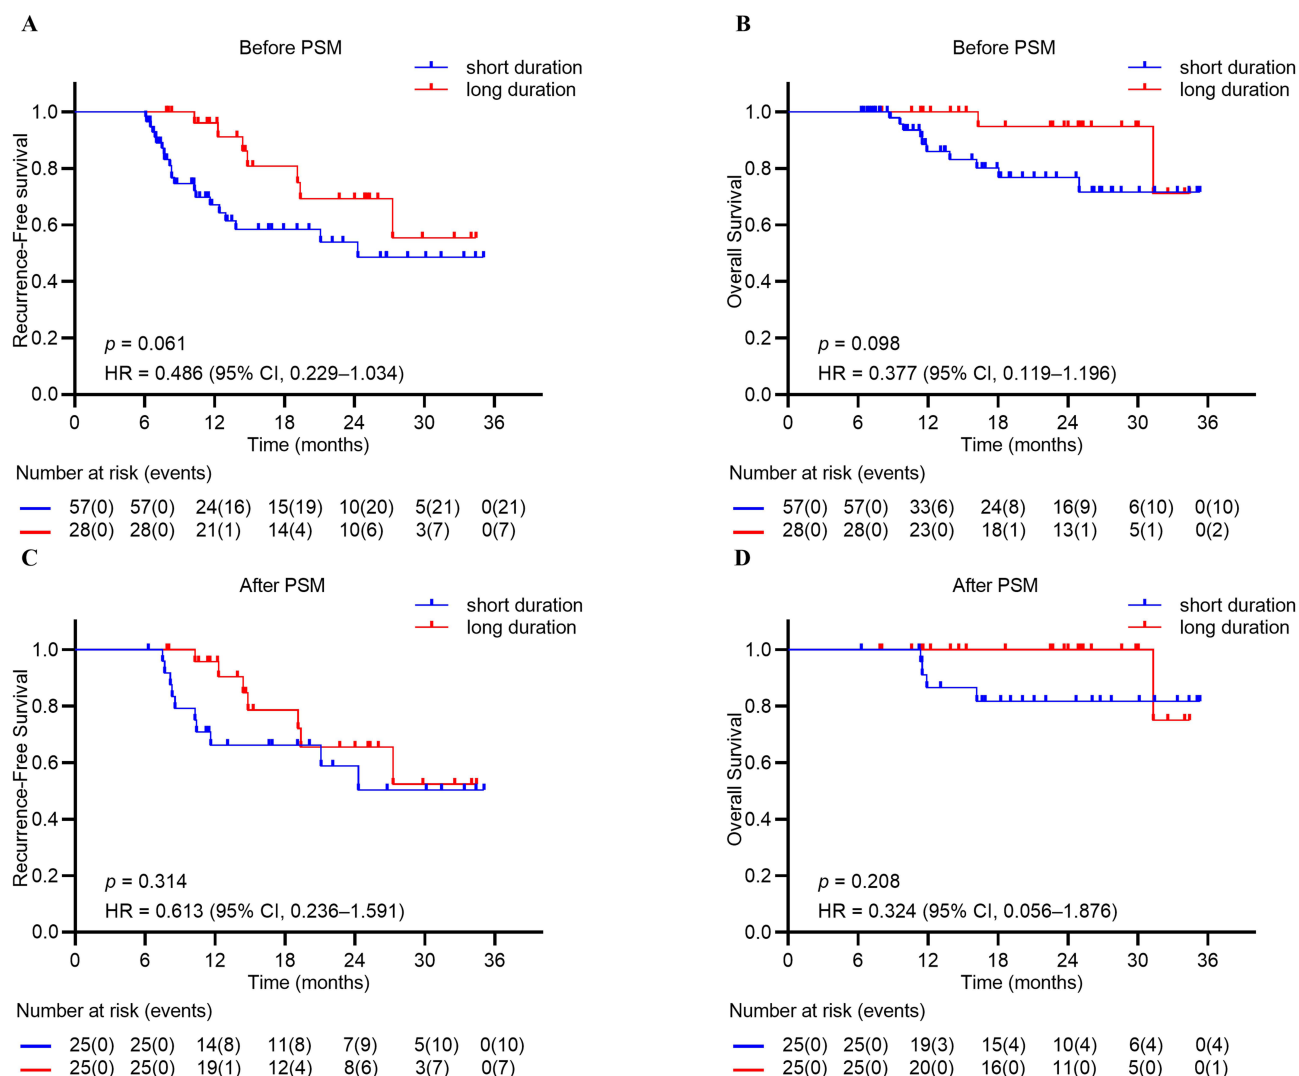 A
Before PSM
short duration
long duration
Recurrence-Free survival
1.0
0.8
0.6
0.4
0.2
0.0
p = 0.061
HR = 0.486 (95% CI, 0.229–1.034)
0 6 12 18 24 30 36
Time (months)
Number at risk (events)
57(0) 57(0) 24(16) 15(19) 10(20) 5(21) 0(21)
28(0) 28(0) 21(1) 14(4) 10(6) 3(7) 0(7)
B
Before PSM
short duration
long duration
Overall Survival
1.0
0.8
0.6
0.4
0.2
0.0
p = 0.098
HR = 0.377 (95% CI, 0.119–1.196)
0 6 12 18 24 30 36
Time (months)
Number at risk (events)
57(0) 57(0) 33(6) 24(8) 16(9) 6(10) 0(10)
28(0) 28(0) 23(0) 18(1) 13(1) 5(1) 0(2)
C
After PSM
short duration
long duration
Recurrence-Free Survival
1.0
0.8
0.6
0.4
0.2
0.0
p = 0.314
HR = 0.613 (95% CI, 0.236–1.591)
0 6 12 18 24 30 36
Time (months)
Number at risk (events)
25(0) 25(0) 14(8) 11(8) 7(9) 5(10) 0(10)
25(0) 25(0) 19(1) 12(4) 8(6) 3(7) 0(7)
D
After PSM
short duration
long duration
Overall Survival
1.0
0.8
0.6
0.4
0.2
0.0
p = 0.208
HR = 0.324 (95% CI, 0.056–1.876)
0 6 12 18 24 30 36
Time (months)
Number at risk (events)
25(0) 25(0) 19(3) 15(4) 10(4) 6(4) 0(4)
25(0) 25(0) 20(0) 16(0) 11(0) 5(0) 0(1)